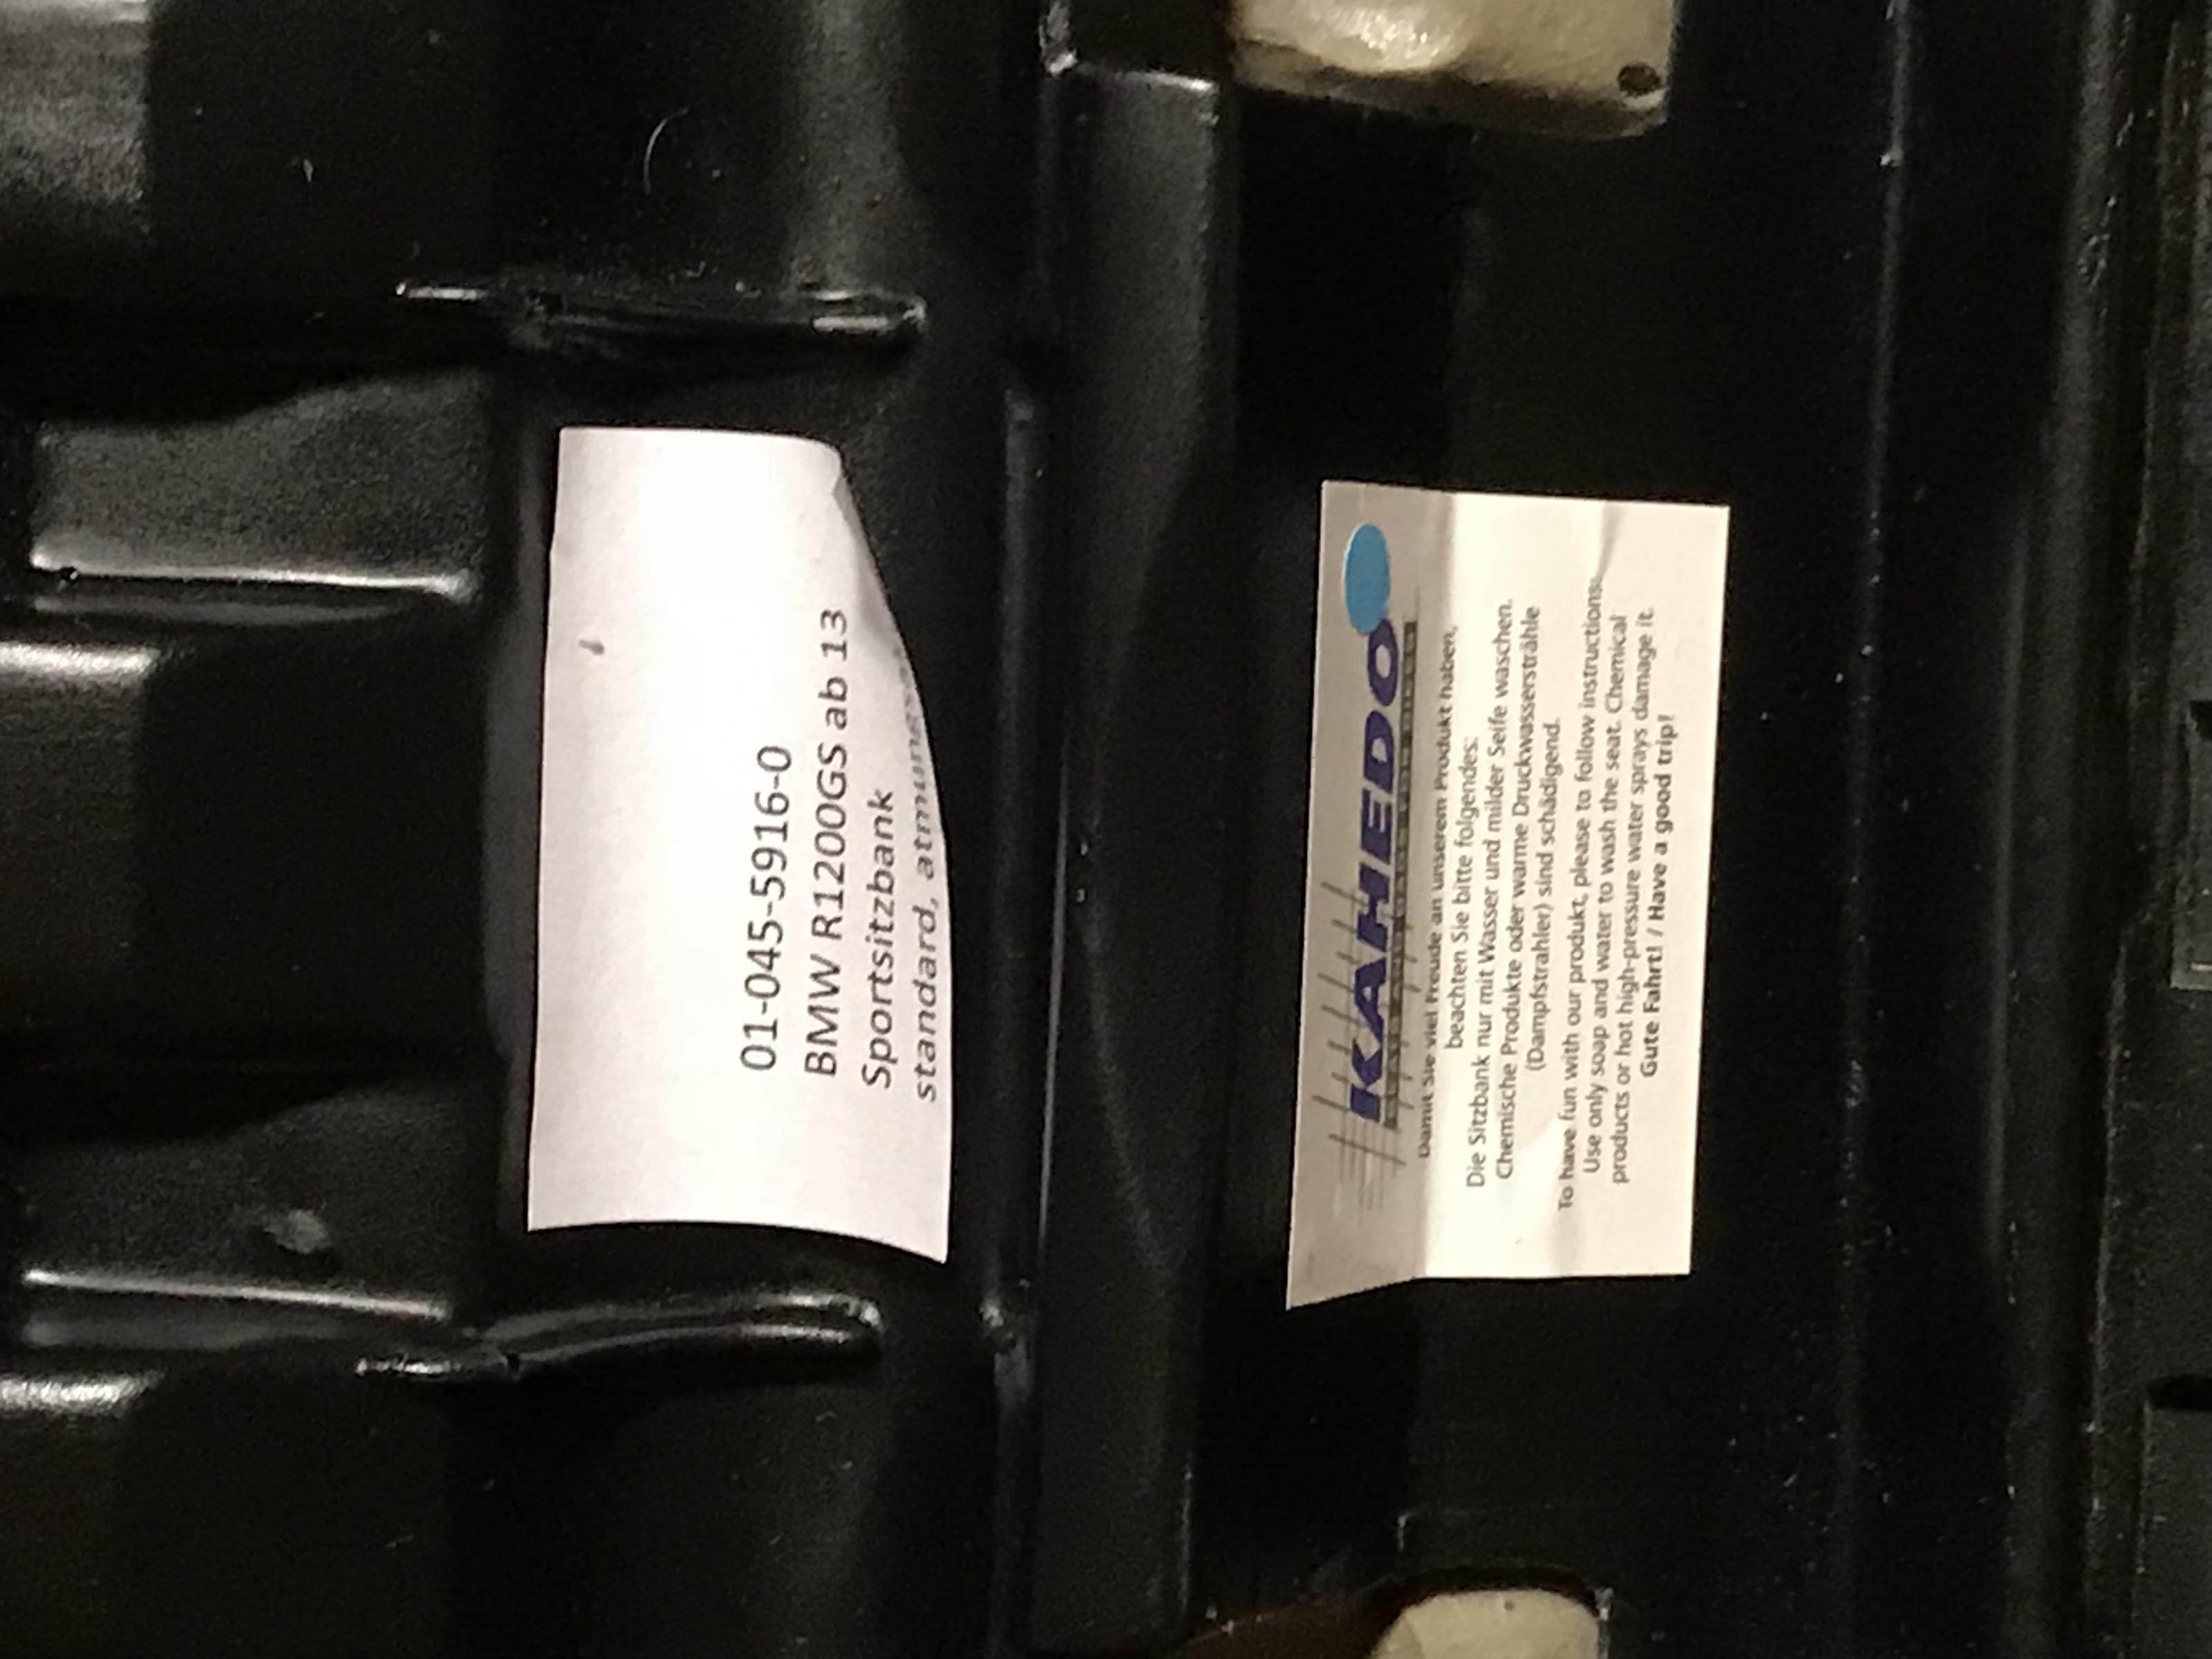 01-045-5916-0
BMW R1200GS ab 13
Sportsitzbank
standard,
KAHEDO
Damit Sie viel Freude an unserem Produkt haben,
beachten Sie bitte folgendes:
Die Sitzbank nur mit Wasser und milder Seife waschen.
Chemische Produkte oder warme Druckwassersträhle
(Dampfstrahler) sind schädigend.
To have fun with our produkt, please to follow instructions:
Use only soap and water to wash the seat. Chemical
products or hot high-pressure water sprays damage it.
Gute Fahrt! / Have a good trip!